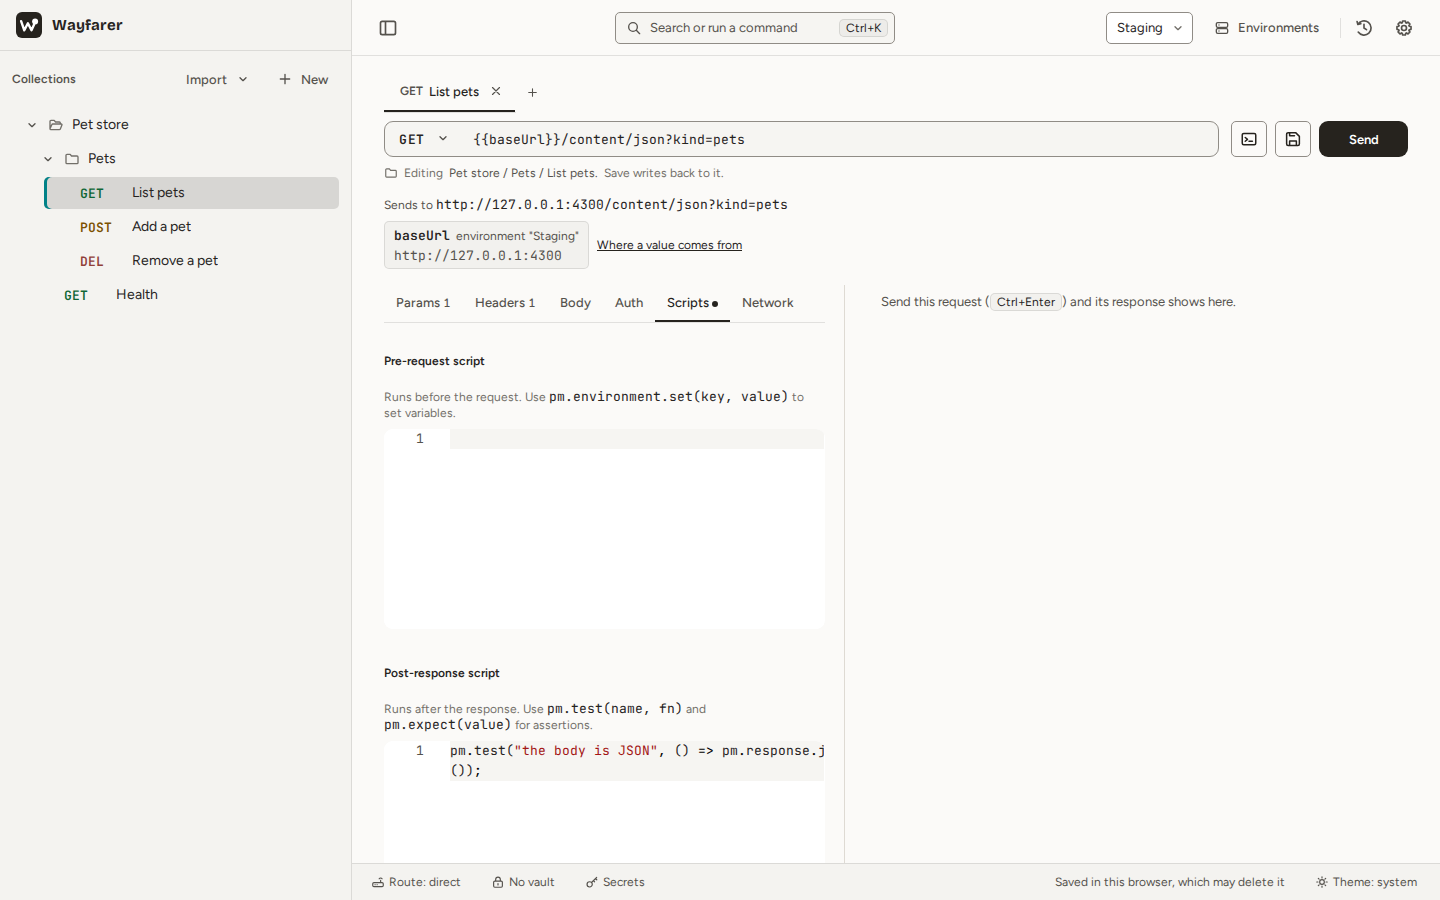 Wayfarer
Search or run a command Ctrl+K
Staging
Environments
Collections
Import
New
Pet store
Pets
GET List pets
POST Add a pet
DEL Remove a pet
GET Health
GET List pets
GET {{baseUrl}}/content/json?kind=pets
Send
Editing Pet store / Pets / List pets. Save writes back to it.
Sends to http://127.0.0.1:4300/content/json?kind=pets
baseUrl environment "Staging"
http://127.0.0.1:4300
Where a value comes from
Params 1
Headers 1
Body
Auth
Scripts
Network
Pre-request script
Runs before the request. Use pm.environment.set(key, value) to
set variables.
1
Post-response script
Runs after the response. Use pm.test(name, fn) and
pm.expect(value) for assertions.
1 pm.test("the body is JSON", () => pm.response.j
());
Send this request (Ctrl+Enter) and its response shows here.
Route: direct
No vault
Secrets
Saved in this browser, which may delete it
Theme: system